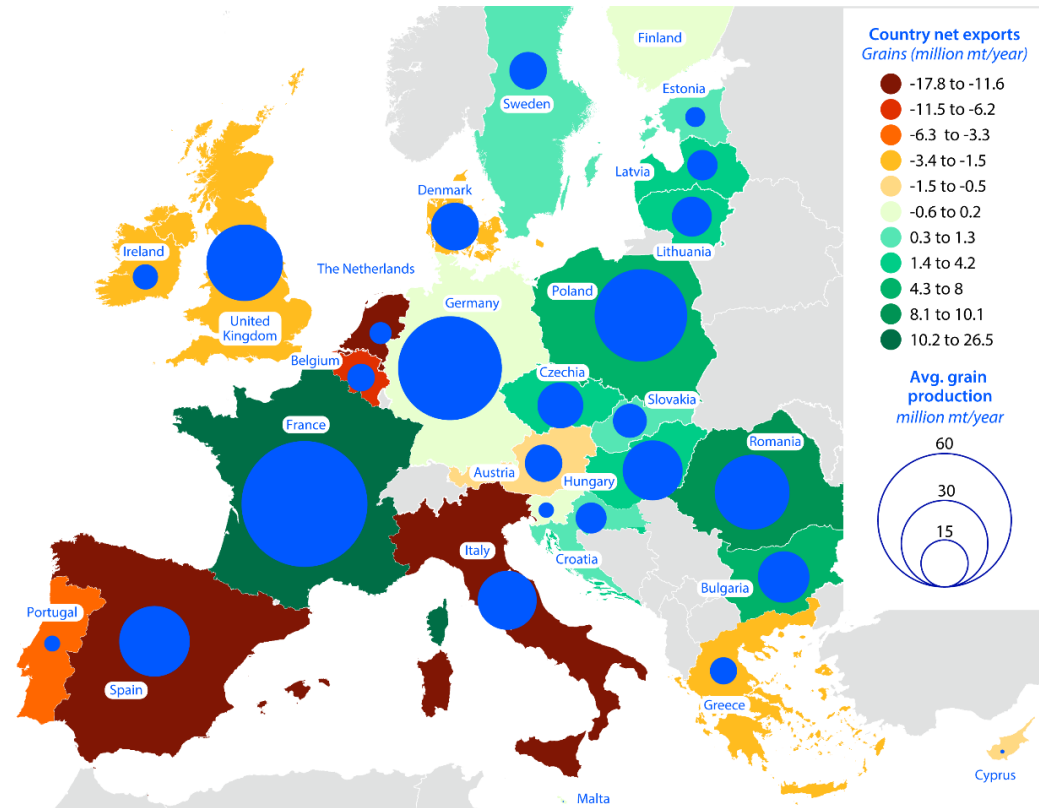 Finland
Sweden
Estonia
Latvia
Lithuania
Denmark
Ireland
United
Kingdom
The Netherlands
Germany
Poland
Belgium
Czechia
Slovakia
France
Austria
Hungary
Romania
Italy
Croatia
Bulgaria
Portugal
Spain
Greece
Cyprus
Malta
Country net exports
Grains (million mt/year)
-17.8 to -11.6
-11.5 to -6.2
-6.3 to -3.3
-3.4 to -1.5
-1.5 to -0.5
-0.6 to 0.2
0.3 to 1.3
1.4 to 4.2
4.3 to 8
8.1 to 10.1
10.2 to 26.5
Avg. grain
production
million mt/year
60
30
15